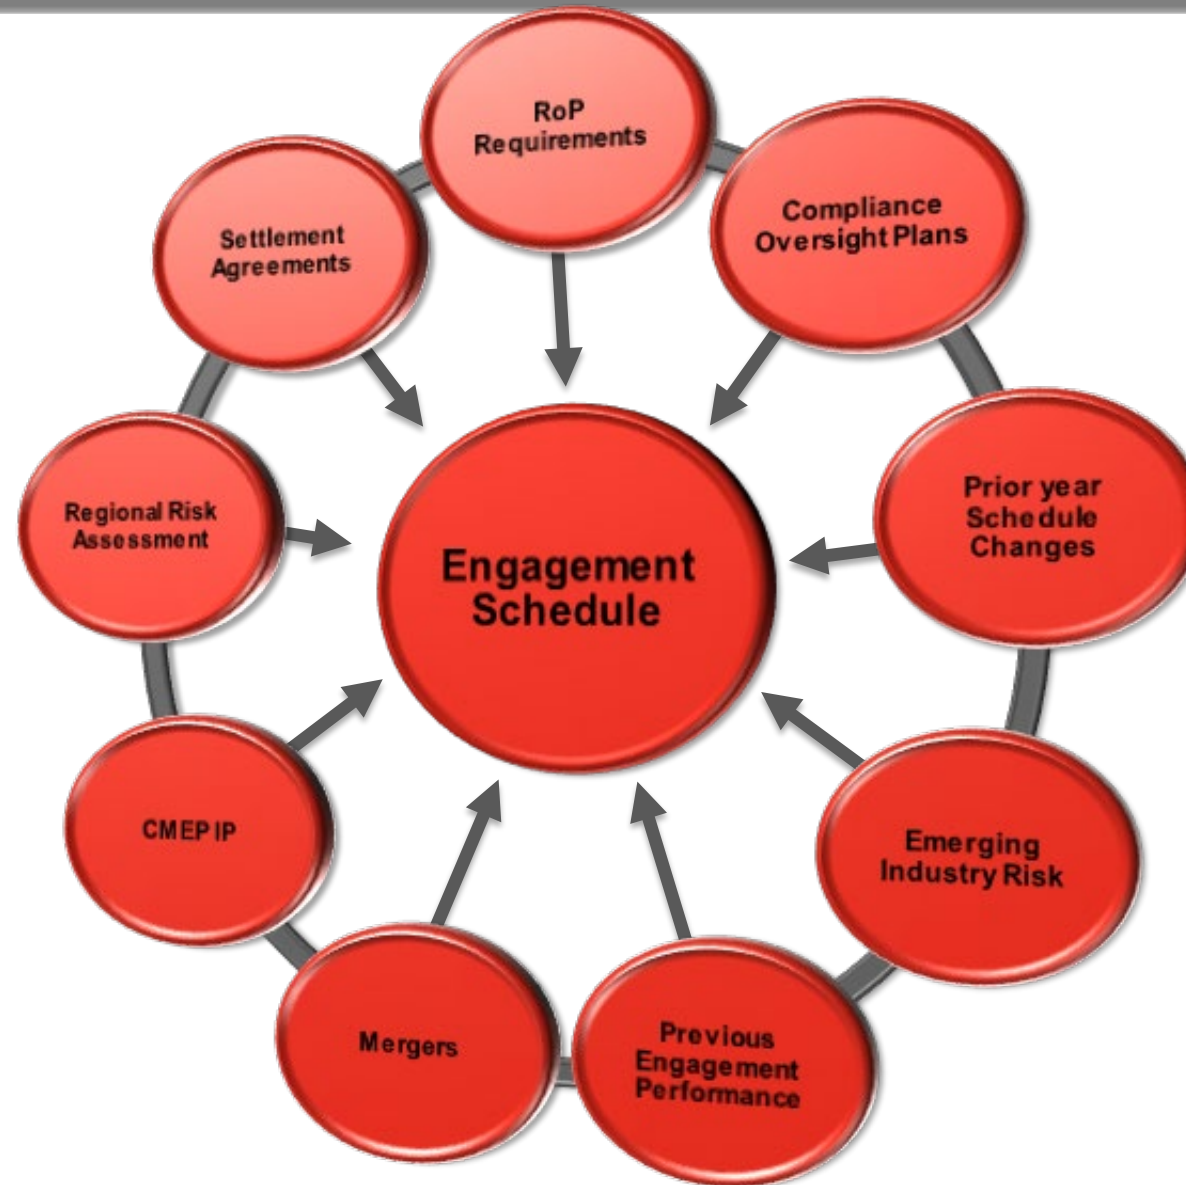 RoP
Requirements
Compliance
Oversight Plans
Prior year
Schedule
Changes
Emerging
Industry Risk
Previous
Engagement
Performance
Mergers
CMEP IP
Regional Risk
Assessment
Settlement
Agreements
Engagement
Schedule